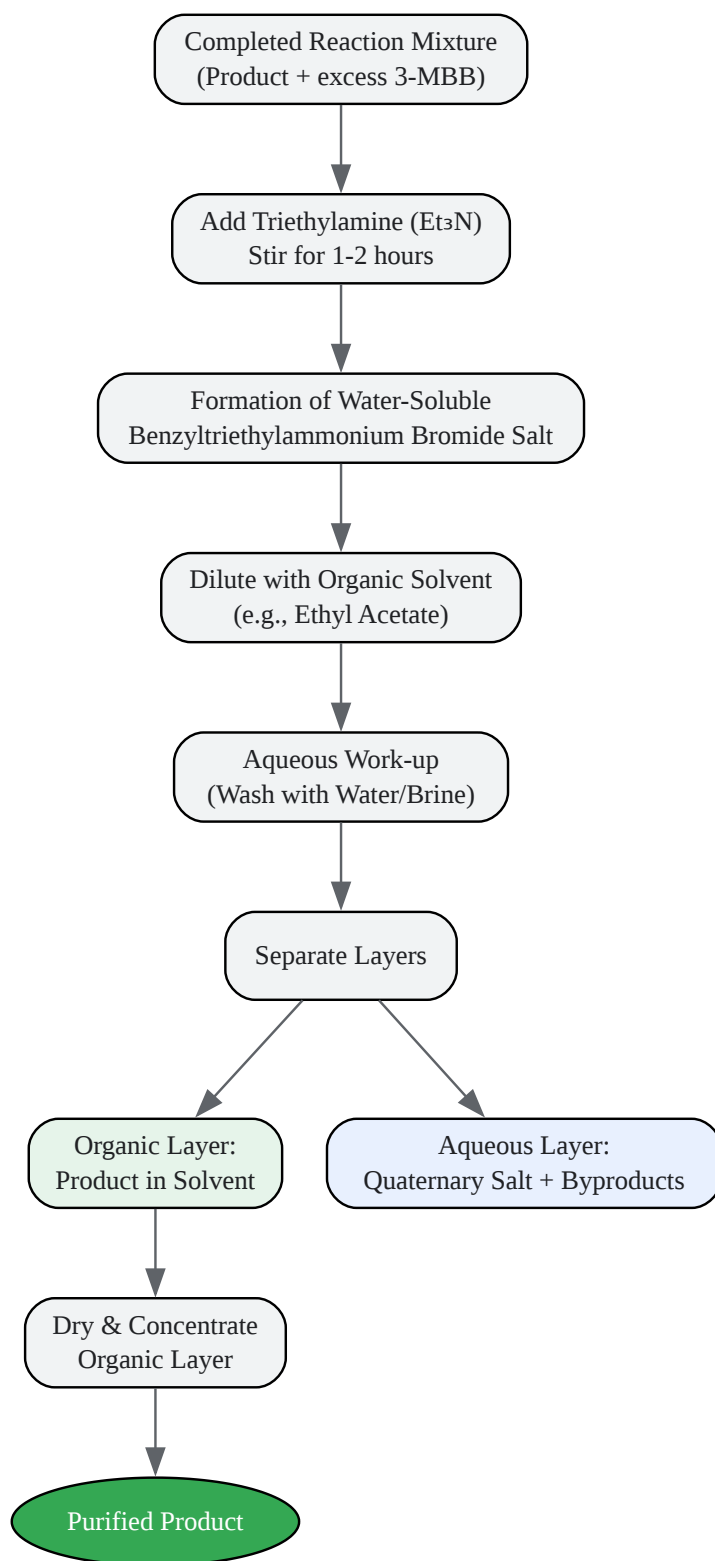 Completed Reaction Mixture
(Product + excess 3-MBB)
Add Triethylamine (Et₃N)
Stir for 1-2 hours
Formation of Water-Soluble
Benzyltriethylammonium Bromide Salt
Dilute with Organic Solvent
(e.g., Ethyl Acetate)
Aqueous Work-up
(Wash with Water/Brine)
Separate Layers
Organic Layer:
Product in Solvent
Aqueous Layer:
Quaternary Salt + Byproducts
Dry & Concentrate
Organic Layer
Purified Product